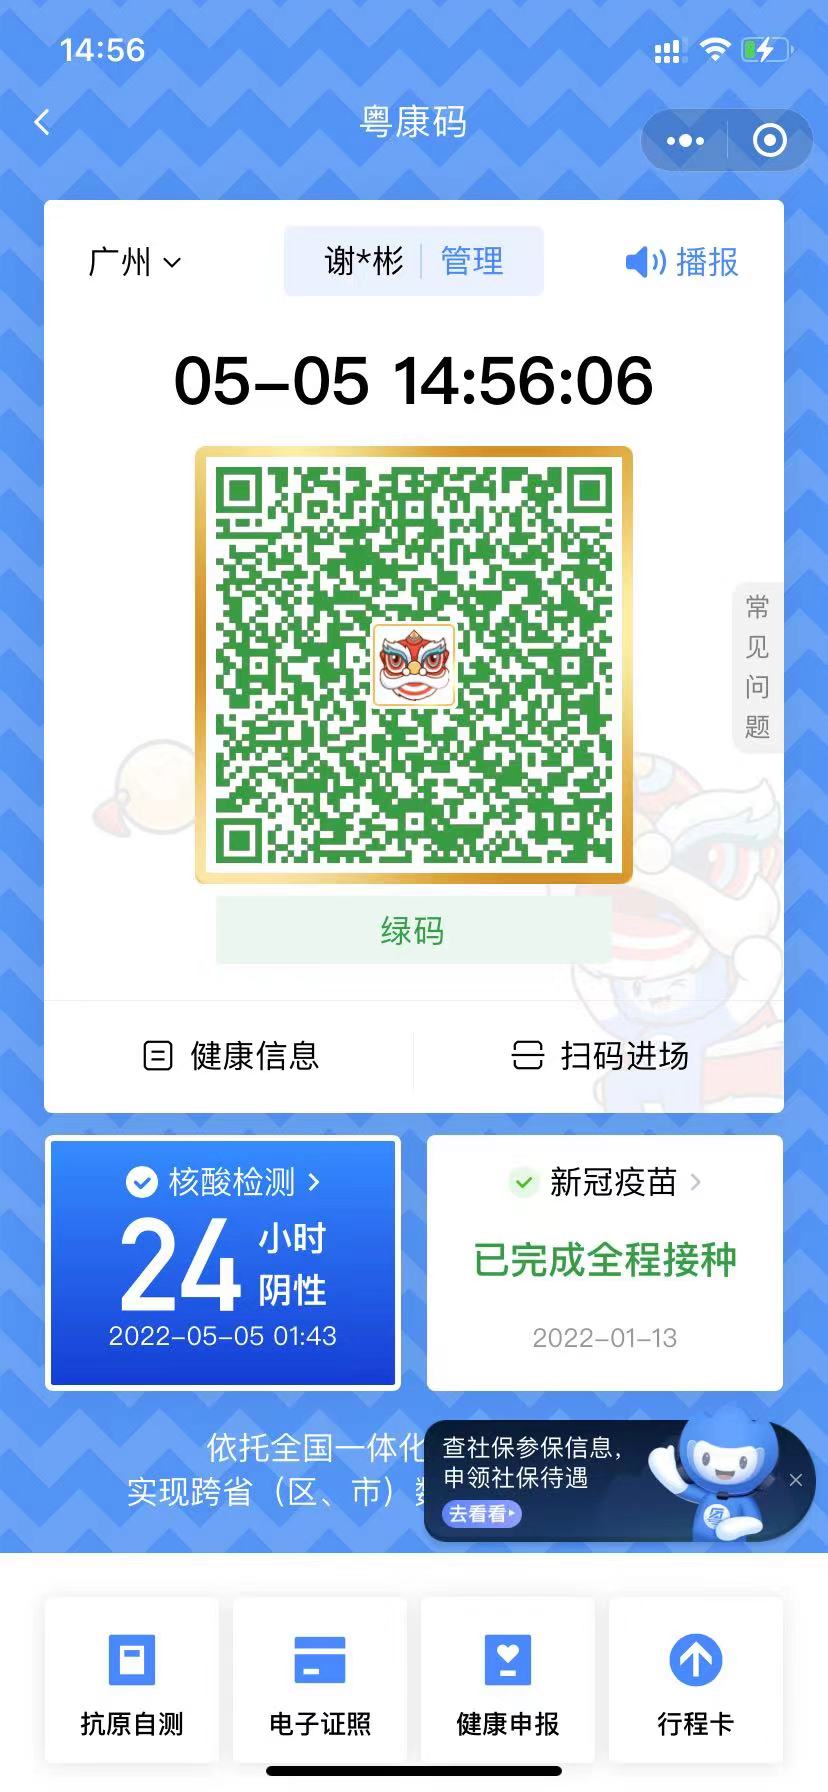 14:56
粤康码
广州
谢*彬 管理
播报
05-05 14:56:06
常见问题
绿码
健康信息
扫码进场
核酸检测
24 小时 阴性
2022-05-05 01:43
新冠疫苗
已完成全程接种
2022-01-13
依托全国一体化
实现跨省（区、市）
查社保参保信息，
申领社保待遇
去看看
抗原自测
电子证照
健康申报
行程卡